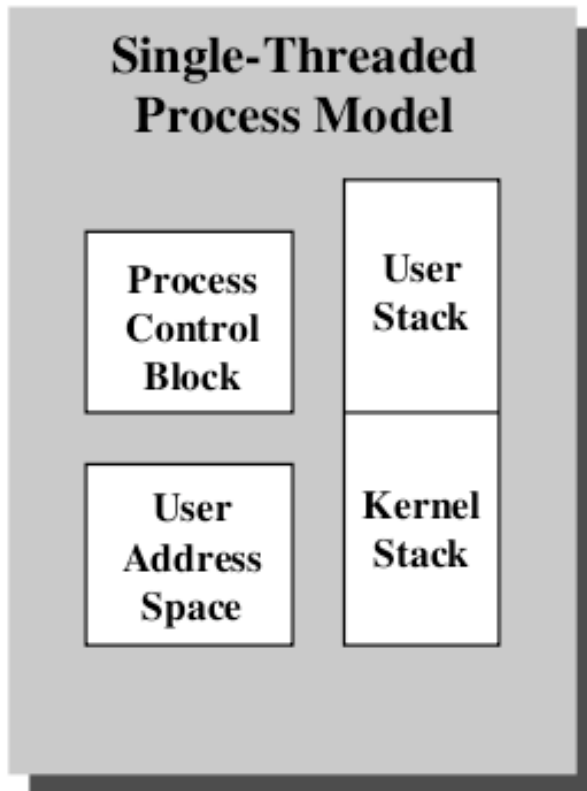 Single-Threaded
Process Model
Process
Control
Block
User
Address
Space
User
Stack
Kernel
Stack